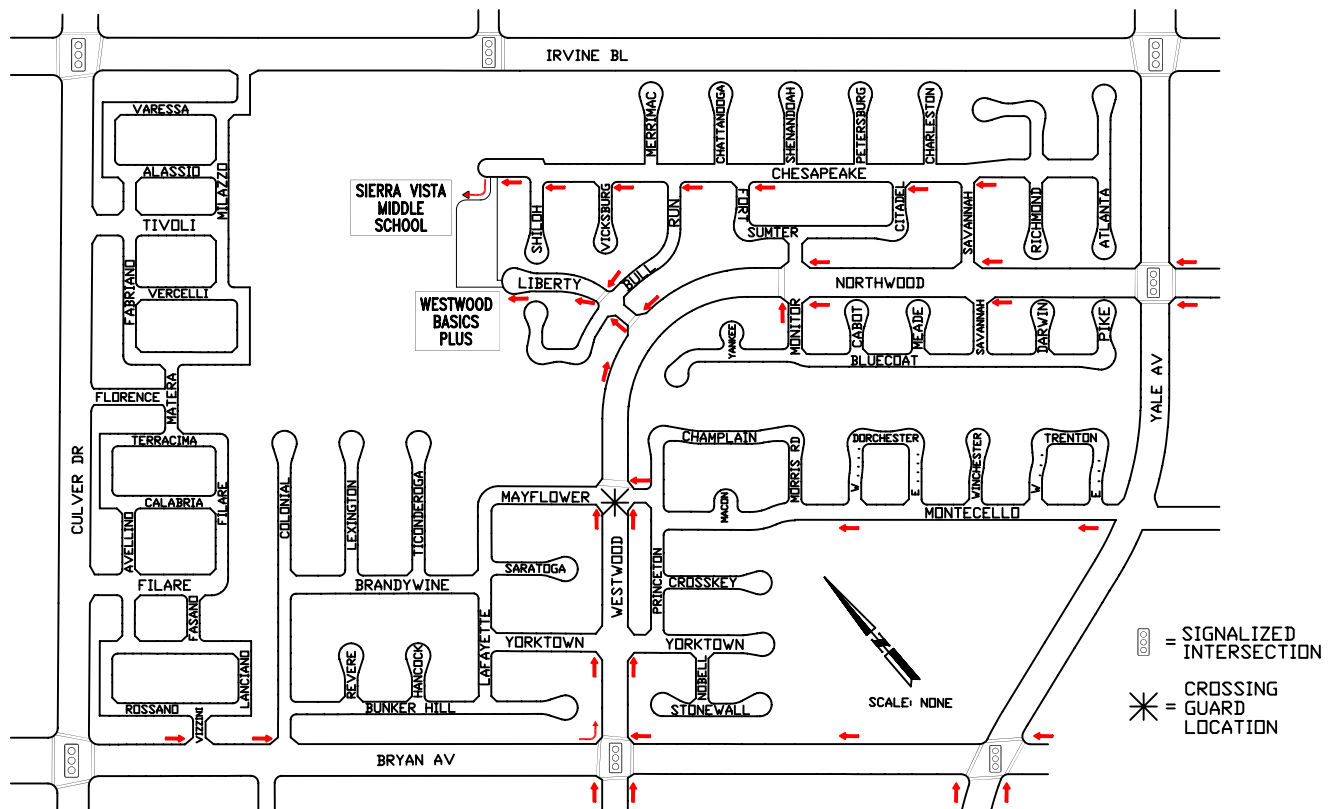 IRVINE BL
VARESSA
MERRIMAC
CHATTANOOGA
SHENANDOAH
PETERSBURG
CHARLESTON
ALASSIO
MILAZZO
CHESAPEAKE
SIERRA VISTA
MIDDLE
SCHOOL
TIVOLI
SHILOH
VICKSBURG
RUN
FORT
SUMTER
CITADEL
SAVANNAH
RICHMOND
ATLANTA
FABRIANO
VERCELLI
LIBERTY
BULL
NORTHWOOD
WESTWOOD
BASICS
PLUS
YANKEE
MONITOR
CABOT
MEADE
SAVANNAH
DARWIN
PIKE
BLUECOAT
YALE AV
FLORENCE
MATERA
TERRACIMA
CHAMPLAIN
MORRIS RD
DORCHESTER
W....
E....
WINCHESTER
TRENTON
W....
E....
CULVER DR
CALABRIA
FILARE
COLONIAL
LEXINGTON
TICONDEROGA
MAYFLOWER
MACON
MONTECELLO
AVELLINO
FILARE
FASANO
BRANDYWINE
SARATOGA
WESTWOOD
PRINCETON
CROSSKEY
LAFAYETTE
YORKTOWN
YORKTOWN
LANCIANO
REVERE
HANCOCK
NOBELL
ROSSANO
VIZZINI
BUNKER HILL
STONEWALL
N
SCALE: NONE
BRYAN AV
= SIGNALIZED
INTERSECTION
= CROSSING
GUARD
LOCATION